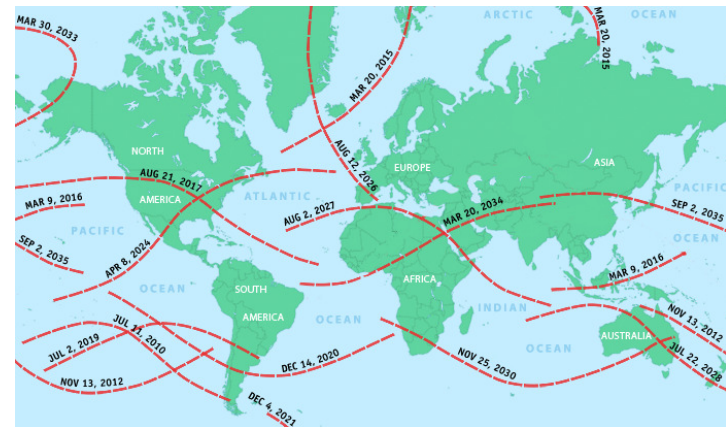 MAR 30, 2033
ARCTIC
OCEAN
MAR 20, 2015
MAR 20, 2015
NORTH
AMERICA
AUG 21, 2017
MAR 9, 2016
ATLANTIC
AUG 12, 2026
EUROPE
ASIA
PACIFIC
SEP 2, 2035
OCEAN
PACIFIC
SEP 2, 2035
APR 8, 2024
AUG 2, 2027
MAR 20, 2034
AFRICA
MAR 9, 2016
OCEAN
SOUTH
AMERICA
OCEAN
INDIAN
OCEAN
AUSTRALIA
NOV 13, 2012
JUL 22, 2028
JUL 2, 2019
JUL 11, 2010
NOV 13, 2012
DEC 14, 2020
NOV 25, 2030
DEC 4, 2021